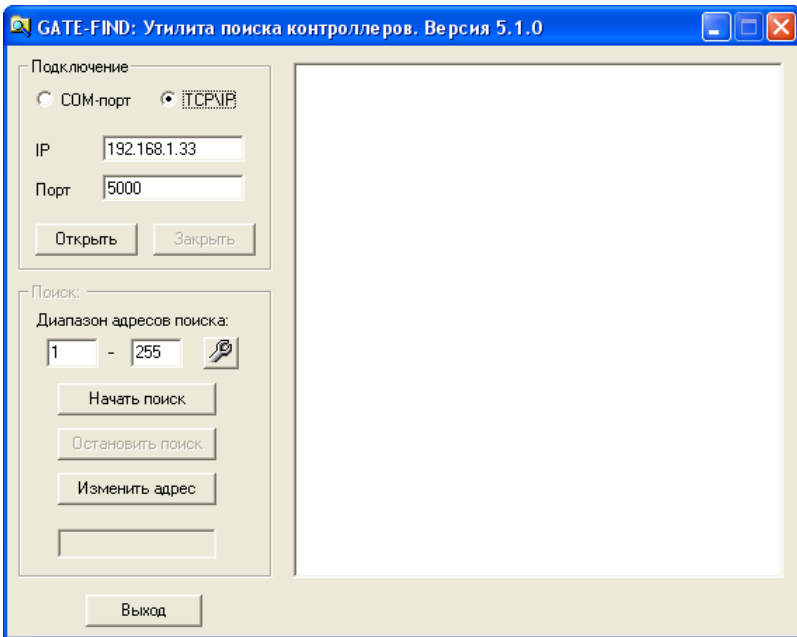 GATE-FIND: Утилита поиска контроллеров. Версия 5.1.0
Подключение
COM-порт TCP\IP
IP 192.168.1.33
Порт 5000
Открыть Закрыть
Поиск:
Диапазон адресов поиска:
1 - 255
Начать поиск
Остановить поиск
Изменить адрес
Выход